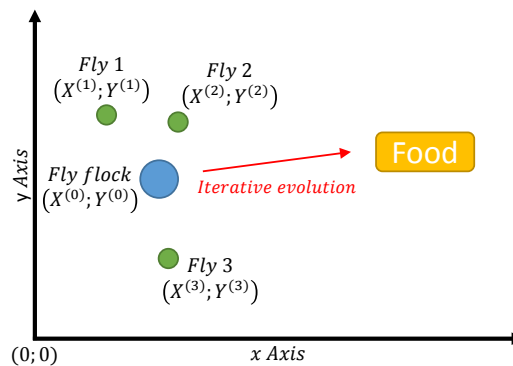 Fly 1
(X⁽¹⁾; Y⁽¹⁾)
Fly 2
(X⁽²⁾; Y⁽²⁾)
Food
Fly flock
(X⁽⁰⁾; Y⁽⁰⁾)
Iterative evolution
Fly 3
(X⁽³⁾; Y⁽³⁾)
y Axis
(0; 0)
x Axis